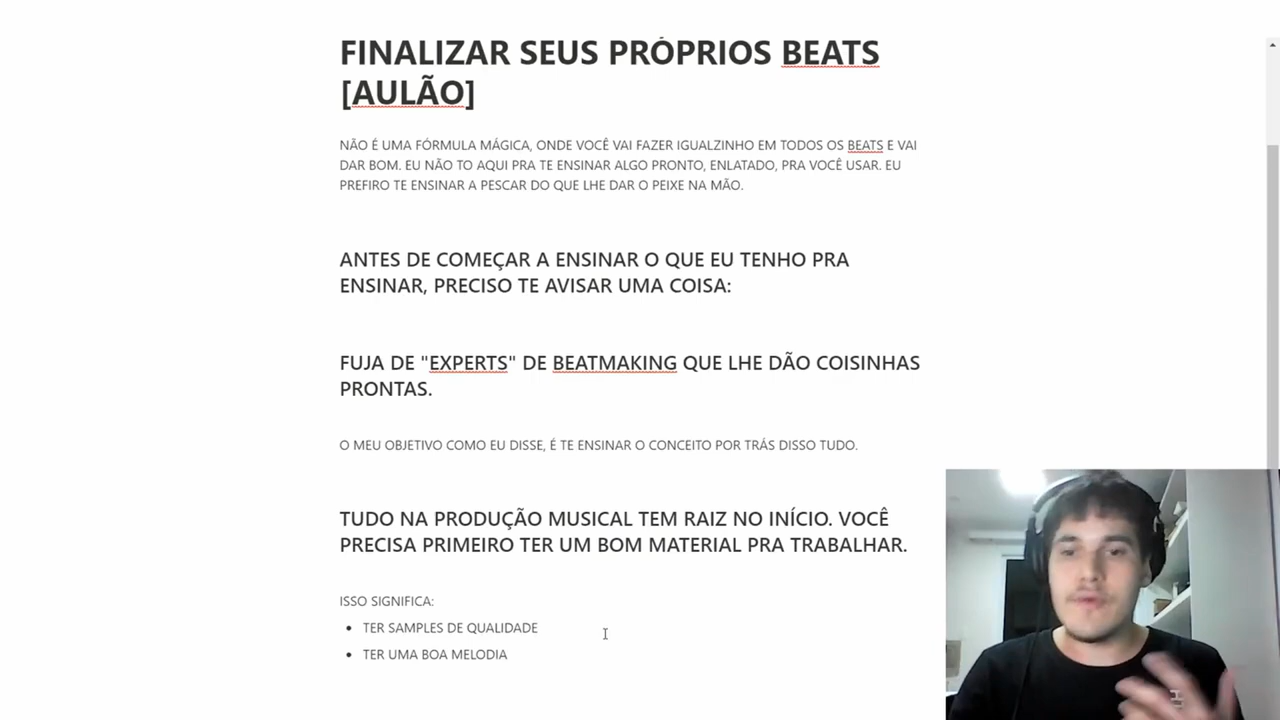 FINALIZAR SEUS PRÓPRIOS BEATS
[AULÃO]
NÃO É UMA FÓRMULA MÁGICA, ONDE VOCÊ VAI FAZER IGUALZINHO EM TODOS OS BEATS E VAI
DAR BOM. EU NÃO TO AQUI PRA TE ENSINAR ALGO PRONTO, ENLATADO, PRA VOCÊ USAR. EU
PREFIRO TE ENSINAR A PESCAR DO QUE LHE DAR O PEIXE NA MÃO.
ANTES DE COMEÇAR A ENSINAR O QUE EU TENHO PRA
ENSINAR, PRECISO TE AVISAR UMA COISA:
FUJA DE "EXPERTS" DE BEATMAKING QUE LHE DÃO COISINHAS
PRONTAS.
O MEU OBJETIVO COMO EU DISSE, É TE ENSINAR O CONCEITO POR TRÁS DISSO TUDO.
TUDO NA PRODUÇÃO MUSICAL TEM RAIZ NO INÍCIO. VOCÊ
PRECISA PRIMEIRO TER UM BOM MATERIAL PRA TRABALHAR.
ISSO SIGNIFICA:
• TER SAMPLES DE QUALIDADE
• TER UMA BOA MELODIA